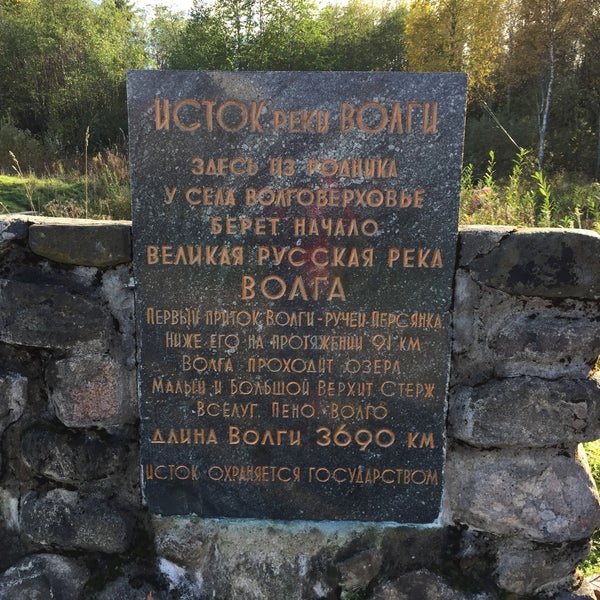 ИСТОК РЕКИ ВОЛГИ
ЗДЕСЬ ИЗ РОДНИКА
У СЕЛА ВОЛГОВЕРХОВЬЕ
БЕРЕТ НАЧАЛО
ВЕЛИКАЯ РУССКАЯ РЕКА
ВОЛГА
ПЕРВЫЙ ПРИТОК ВОЛГИ - РУЧЕЙ ПЕРСЯНКА,
НИЖЕ ЕГО НА ПРОТЯЖЕНИИ 91 КМ
ВОЛГА ПРОХОДИТ ОЗЕРА
МАЛЫЙ И БОЛЬШОЙ ВЕРХИТ СТЕРЖ
ВСЕЛУГ ПЕНО ВОЛГО
ДЛИНА ВОЛГИ 3690 КМ
ИСТОК ОХРАНЯЕТСЯ ГОСУДАРСТВОМ